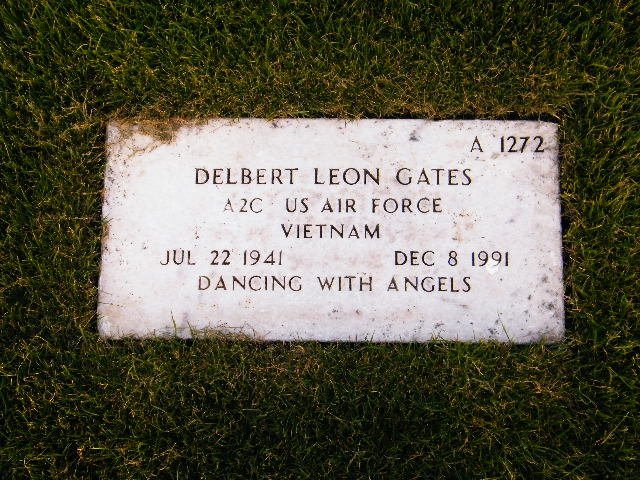 A 1272
DELBERT LEON GATES
A2C US AIR FORCE
VIETNAM
JUL 22 1941 DEC 8 1991
DANCING WITH ANGELS